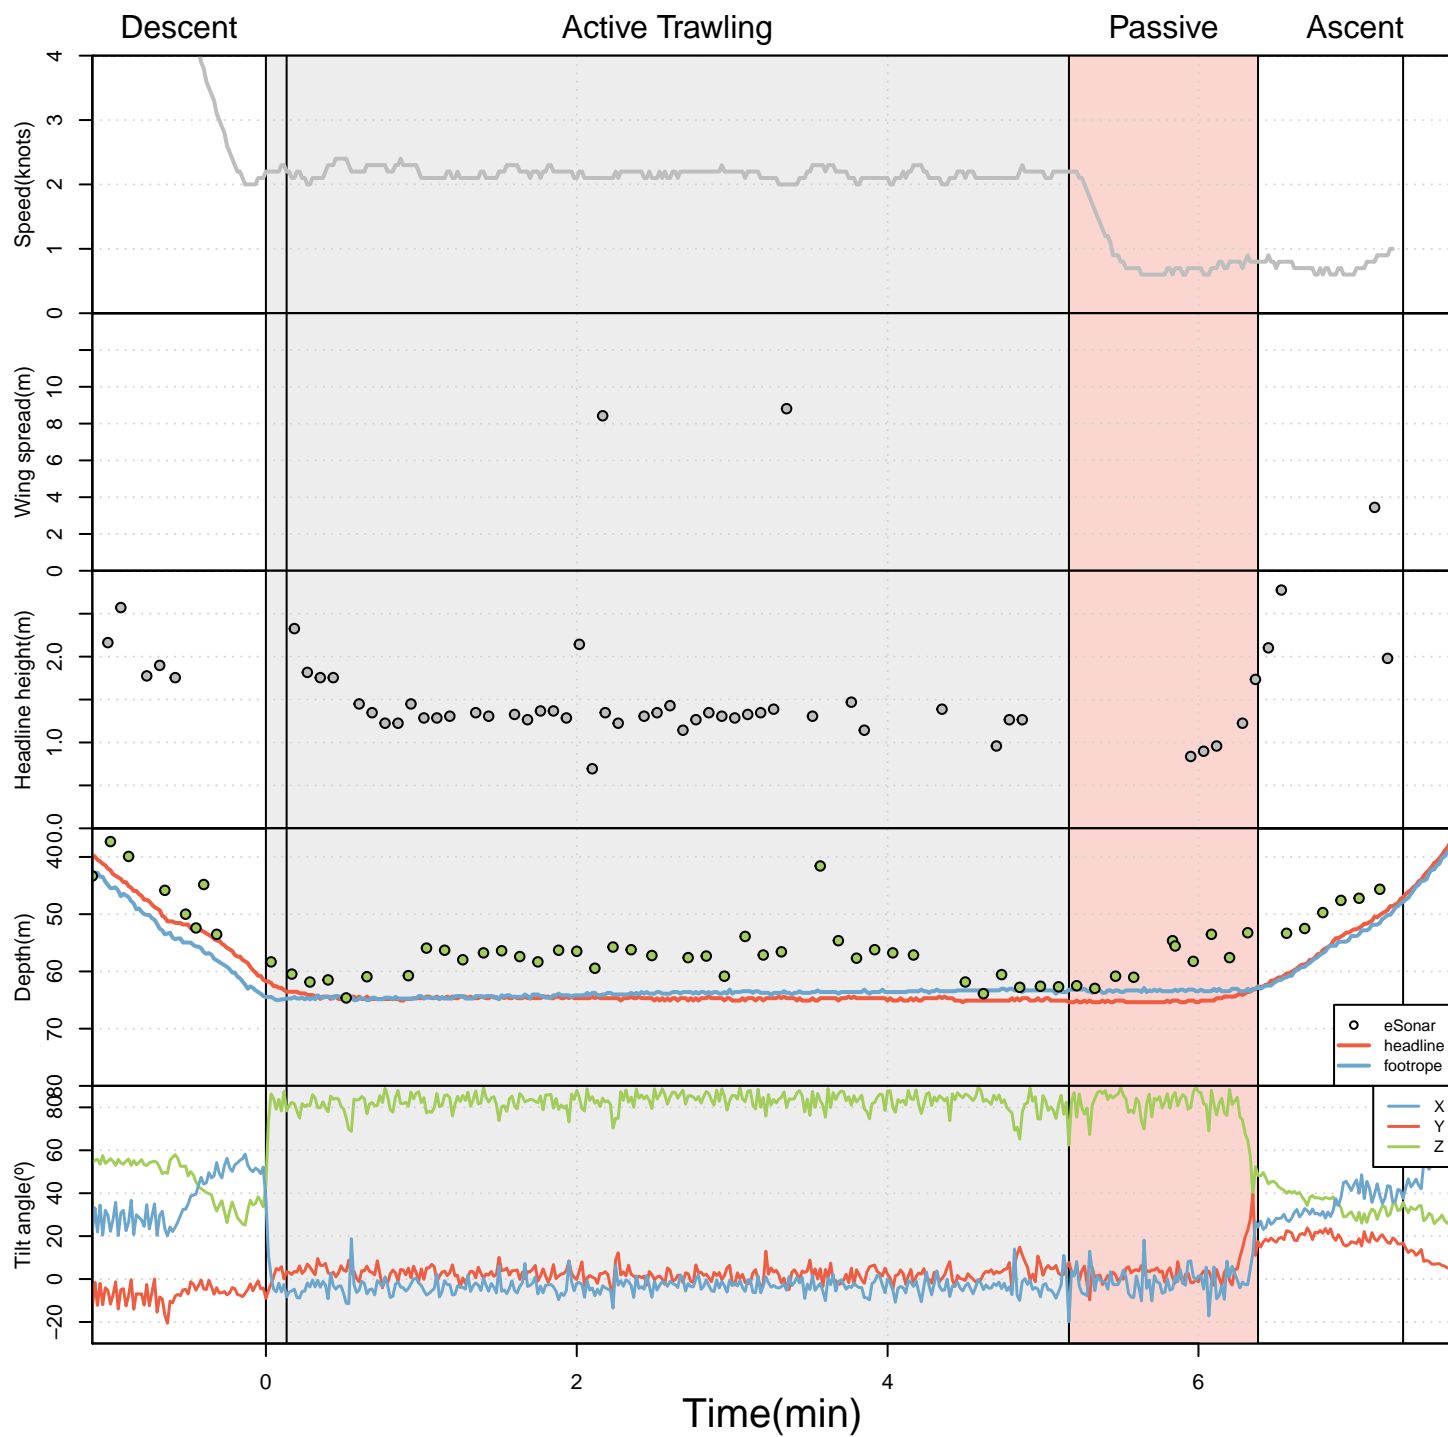 Descent Active Trawling Passive Ascent
Speed(knots)
0 1 2 3 4
Wing spread(m)
0 2 4 6 8 10
Headline height(m)
0.0 1.0 2.0
Depth(m)
80 70 60 50 40
eSonar
headline
footrope
Tilt angle(º)
−20 0 20 40 60 80
X
Y
Z
0 2 4 6
Time(min)